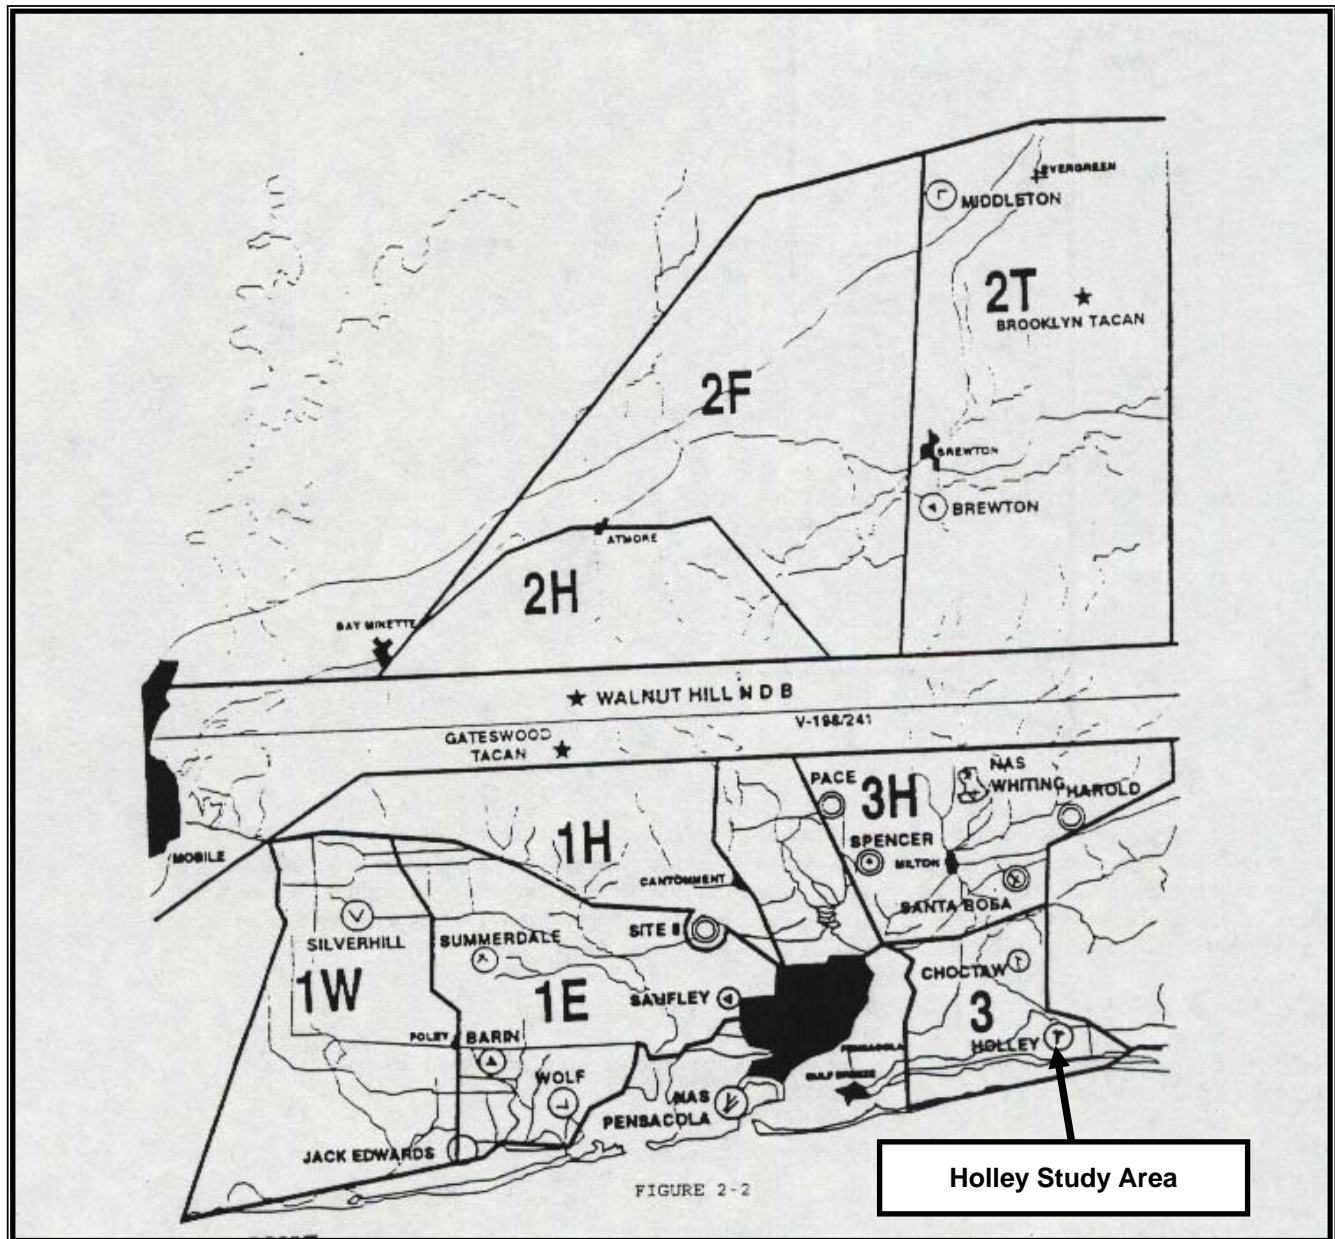 EVERGREEN
MIDDLETON
2T
BROOKLYN TACAN
2F
BREWTON
BREWTON
ATMORE
2H
BAY MINETTE
WALNUT HILL N D B
V-198/241
GATESWOOD
TACAN
NAS
WHITING
PACE
3H
HAROLD
1H
SPENCER
MILTON
MOBILE
CANTONMENT
SANTA ROSA
SILVERHILL
SUMMERDALE
SITE 8
CHOCTAW
1W
1E
SAUFLEY
3
FOLEY
BARIN
HOLLEY
PENSACOLA
GULF BREEZE
WOLF
NAS
PENSACOLA
JACK EDWARDS
Holley Study Area
FIGURE 2-2